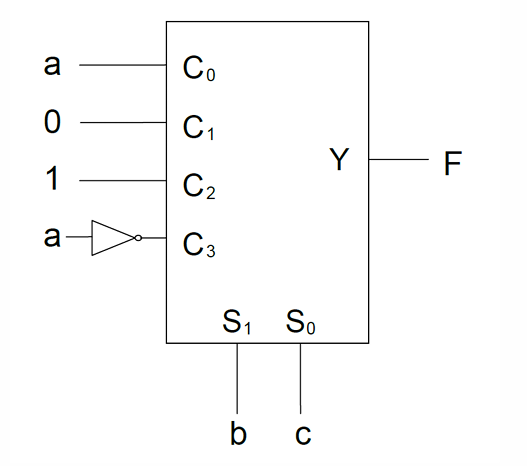 a C₀
0 C₁
Y F
1 C₂
a C₃
S₁ S₀
b c